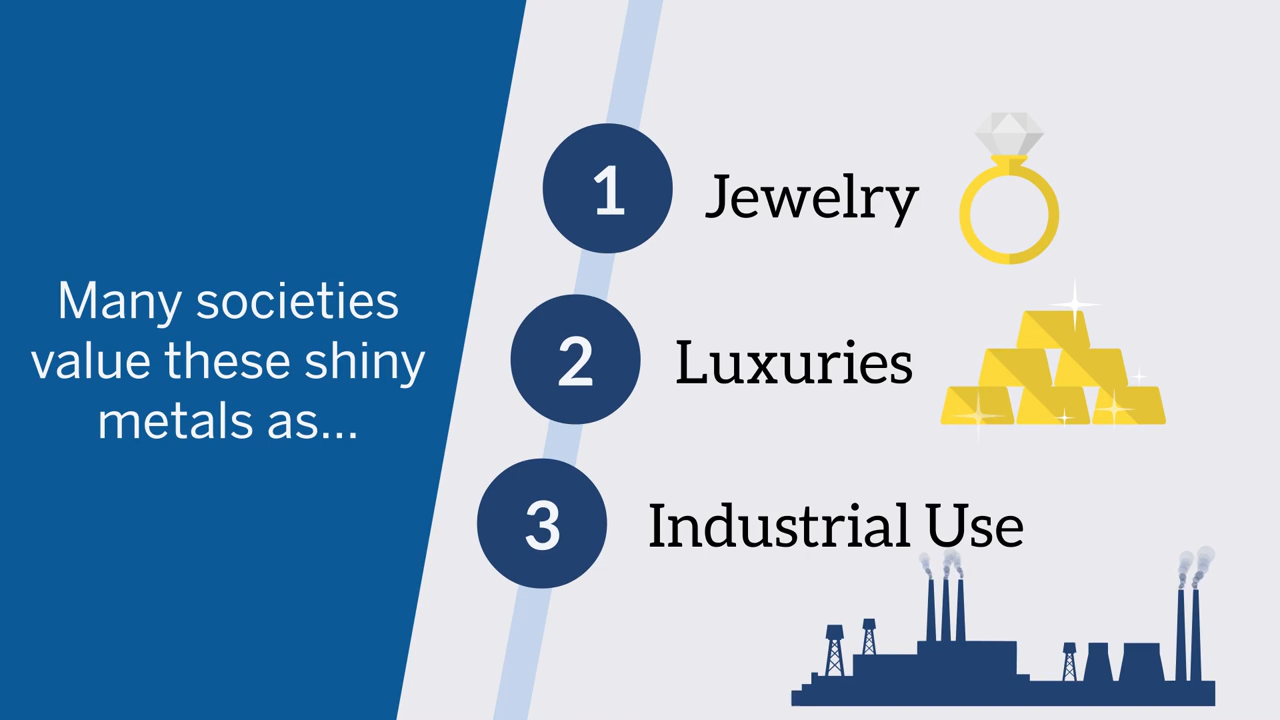 Many societies
value these shiny
metals as...
1
Jewelry
2
Luxuries
3
Industrial Use